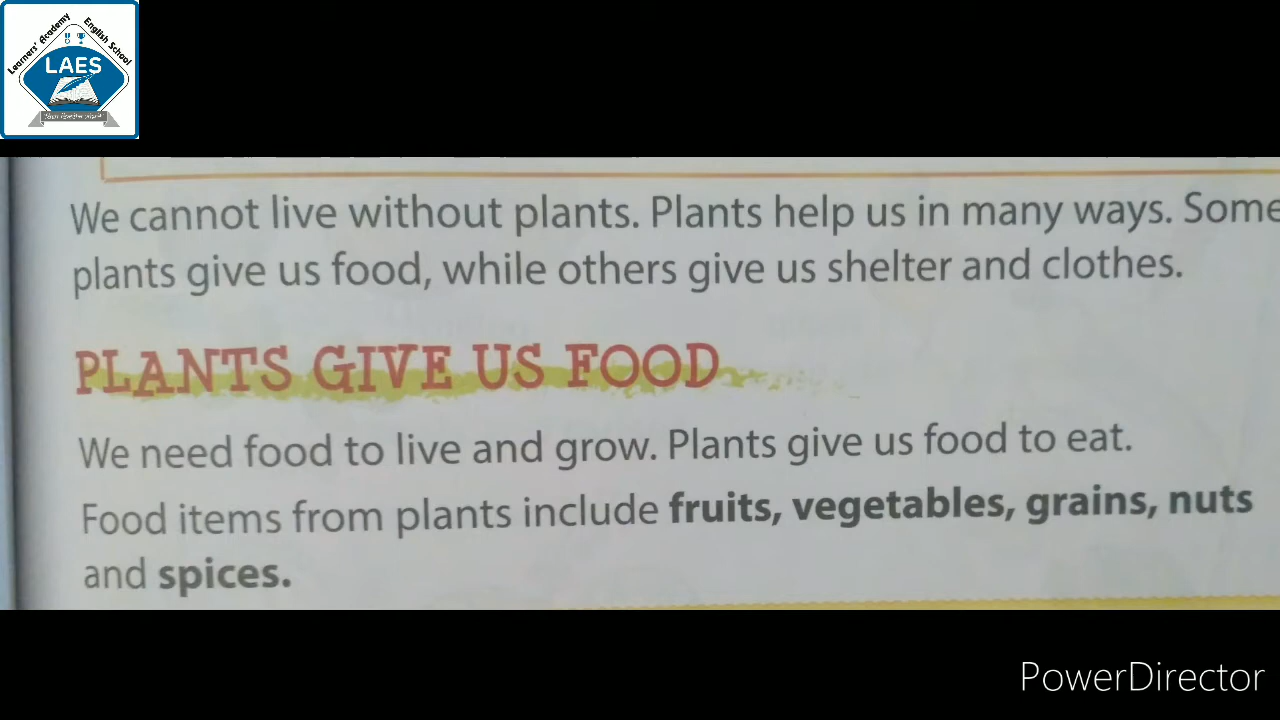 Learners' Academy English School
LAES
We cannot live without plants. Plants help us in many ways. Some
plants give us food, while others give us shelter and clothes.
PLANTS GIVE US FOOD
We need food to live and grow. Plants give us food to eat.
Food items from plants include fruits, vegetables, grains, nuts
and spices.
PowerDirector